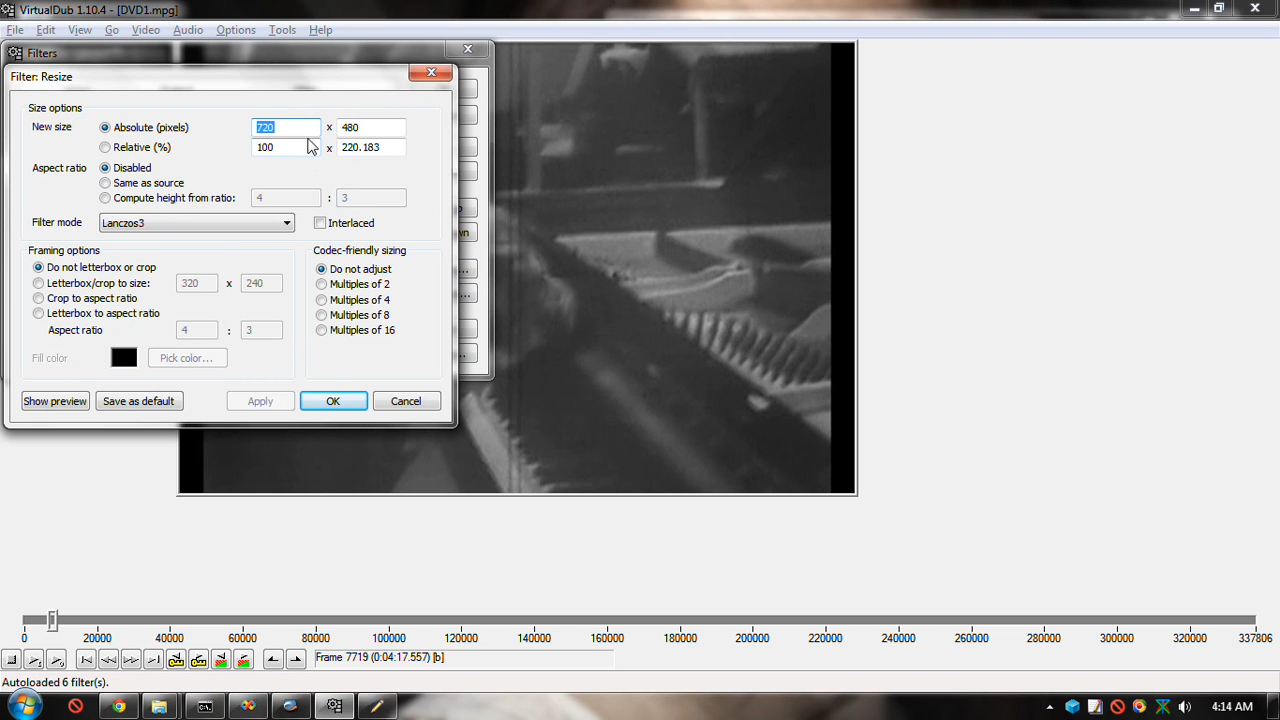 VirtualDub 1.10.4 - [DVD1.mpg]
File Edit View Go Video Audio Options Tools Help
Filters
Filter: Resize
Size options
New size Absolute (pixels) 720 x 480
Relative (%) 100 x 220.183
Aspect ratio Disabled
Same as source
Compute height from ratio: 4 : 3
Filter mode Lanczos3 Interlaced
Framing options
Do not letterbox or crop
Letterbox/crop to size: 320 x 240
Crop to aspect ratio
Letterbox to aspect ratio
Aspect ratio 4 : 3
Fill color Pick color...
Codec-friendly sizing
Do not adjust
Multiples of 2
Multiples of 4
Multiples of 8
Multiples of 16
Show preview Save as default Apply OK Cancel
0 20000 40000 60000 80000 100000 120000 140000 160000 180000 200000 220000 240000 260000 280000 300000 320000 337806
Frame 7719 (0:04:17.557) [b]
Autoloaded 6 filter(s).
4:14 AM